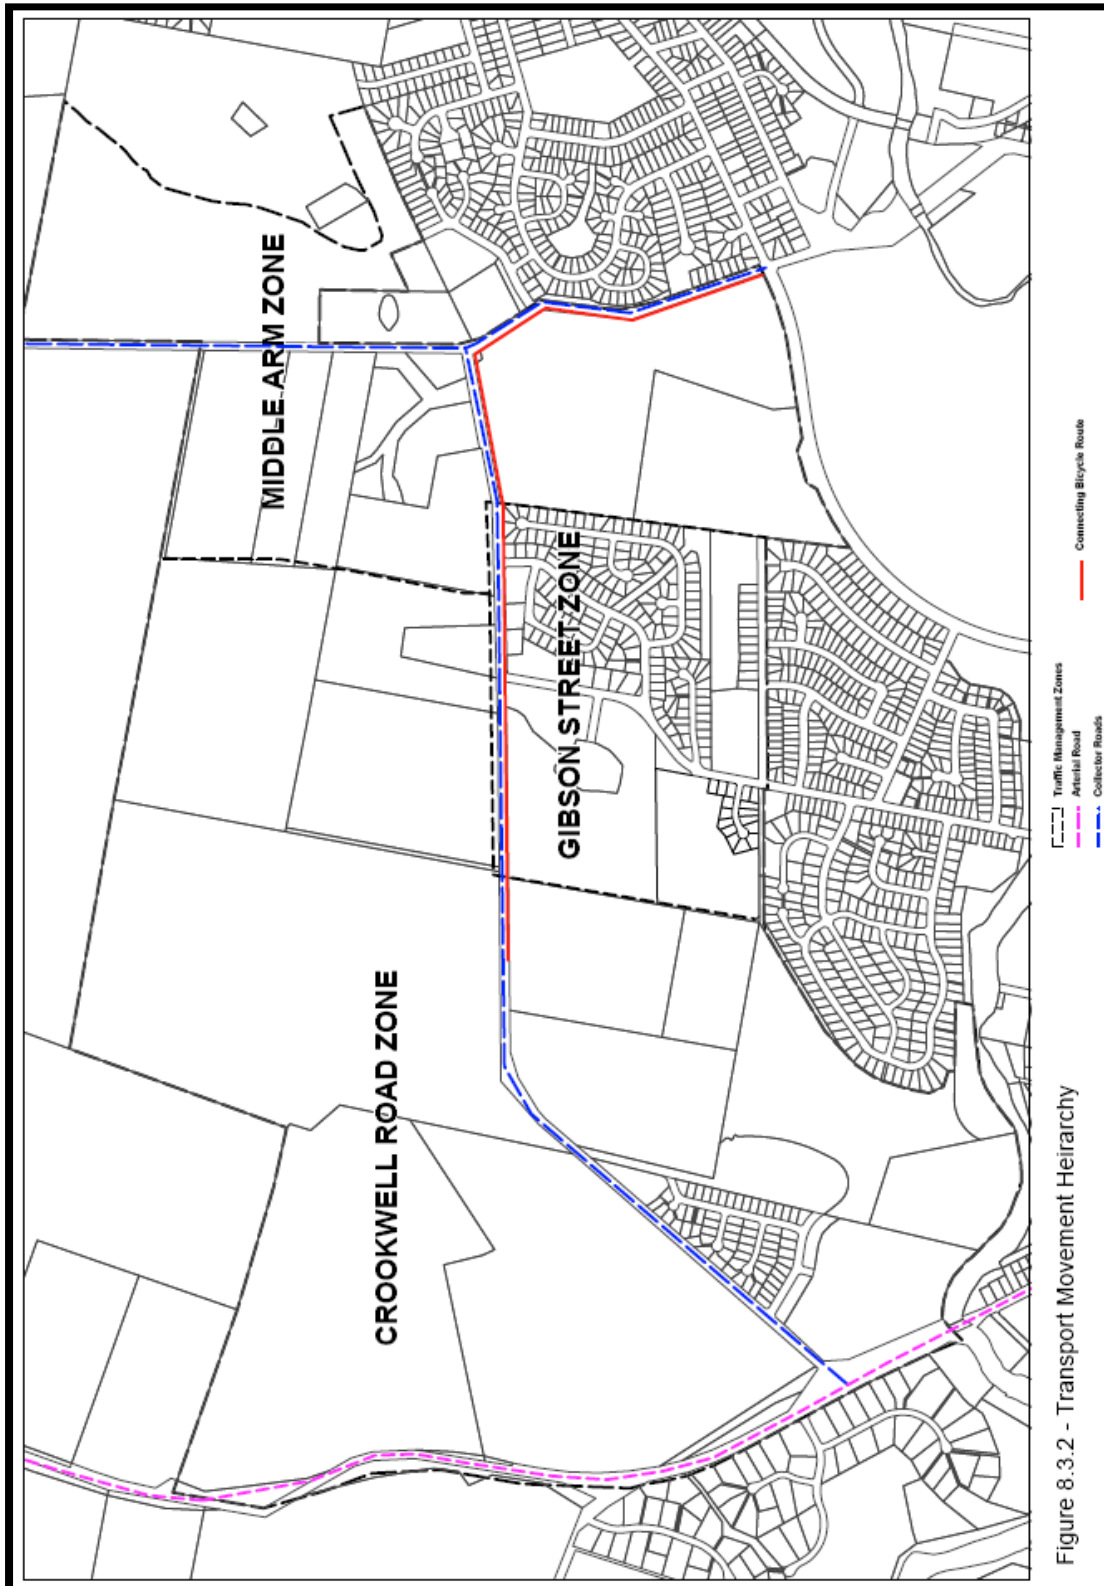 MIDDLE ARM ZONE
GIBSON STREET ZONE
CROOKWELL ROAD ZONE
Traffic Management Zones
Arterial Road
Collector Roads
Connecting Bicycle Route
Figure 8.3.2 - Transport Movement Heirarchy